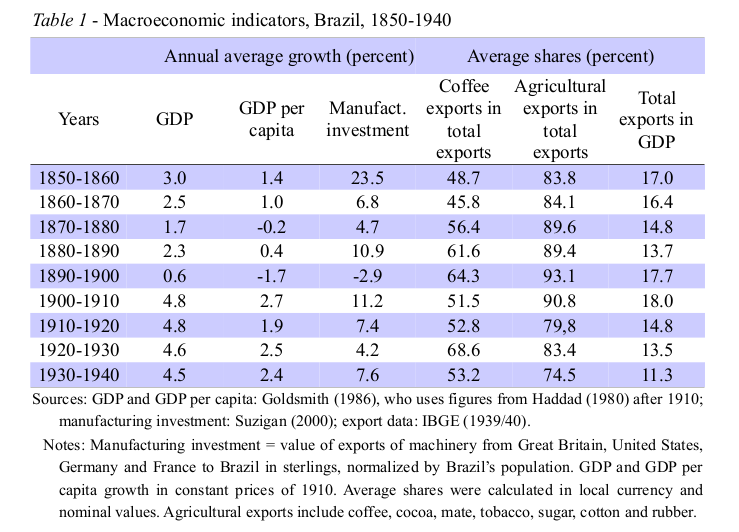 Table 1 - Macroeconomic indicators, Brazil, 1850-1940
Annual average growth (percent) Average shares (percent)
Years GDP GDP per capita Manufact. investment Coffee exports in total exports Agricultural exports in total exports Total exports in GDP
1850-1860 3.0 1.4 23.5 48.7 83.8 17.0
1860-1870 2.5 1.0 6.8 45.8 84.1 16.4
1870-1880 1.7 -0.2 4.7 56.4 89.6 14.8
1880-1890 2.3 0.4 10.9 61.6 89.4 13.7
1890-1900 0.6 -1.7 -2.9 64.3 93.1 17.7
1900-1910 4.8 2.7 11.2 51.5 90.8 18.0
1910-1920 4.8 1.9 7.4 52.8 79,8 14.8
1920-1930 4.6 2.5 4.2 68.6 83.4 13.5
1930-1940 4.5 2.4 7.6 53.2 74.5 11.3
Sources: GDP and GDP per capita: Goldsmith (1986), who uses figures from Haddad (1980) after 1910;
manufacturing investment: Suzigan (2000); export data: IBGE (1939/40).
Notes: Manufacturing investment = value of exports of machinery from Great Britain, United States,
Germany and France to Brazil in sterlings, normalized by Brazil's population. GDP and GDP per
capita growth in constant prices of 1910. Average shares were calculated in local currency and
nominal values. Agricultural exports include coffee, cocoa, mate, tobacco, sugar, cotton and rubber.